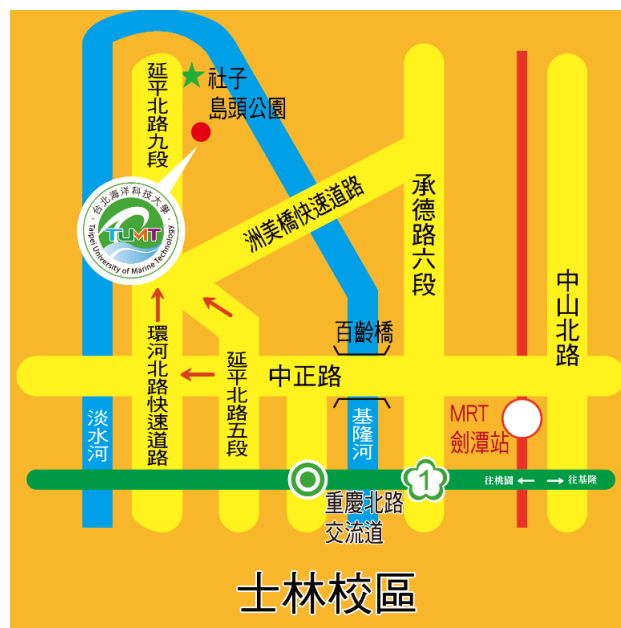 延平北路九段
社子
島頭公園
台北海洋科技大學
TUMT
Taipei University of Marine Technology
洲美橋快速道路
承德路六段
中山北路
百齡橋
環河北路快速道路
延平北路五段
中正路
淡水河
基隆河
MRT
劍潭站
1
往桃園
往基隆
重慶北路
交流道
士林校區